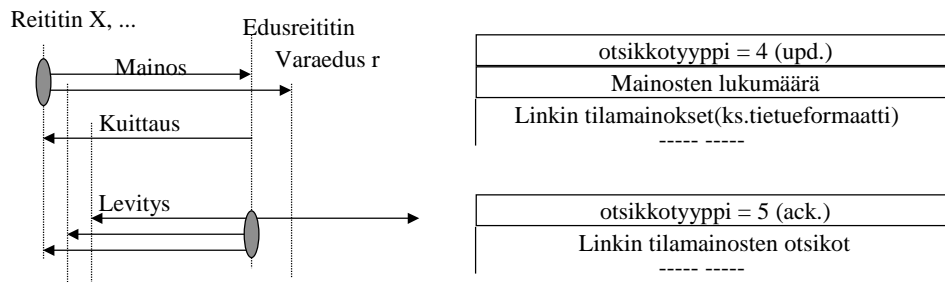 Reititin X, ...
Edusreititin
Varaedus r
Mainos
Kuittaus
Levitys
otsikkotyyppi = 4 (upd.)
Mainosten lukumäärä
Linkin tilamainokset(ks.tietueformaatti)
----- -----
otsikkotyyppi = 5 (ack.)
Linkin tilamainosten otsikot
----- -----